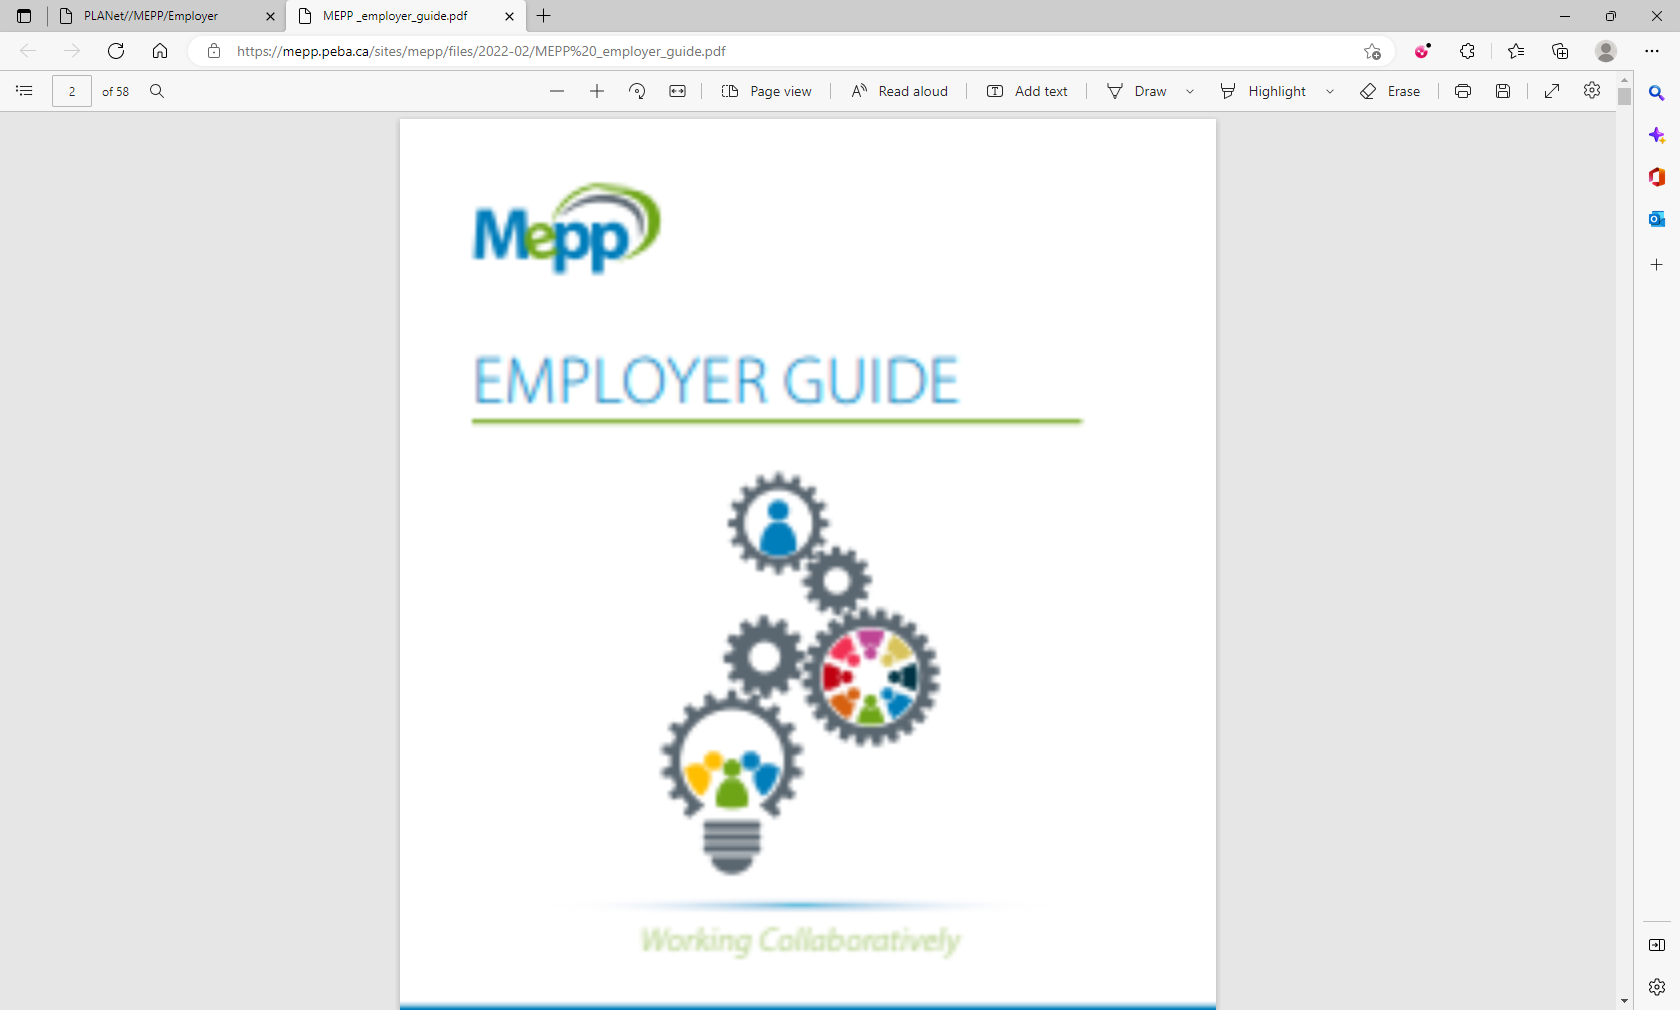 PLANet//MEPP/Employer
MEPP _employer_guide.pdf
https://mepp.peba.ca/sites/mepp/files/2022-02/MEPP%20_employer_guide.pdf
2 of 58
Page view
Read aloud
Add text
Draw
Highlight
Erase
Mepp
EMPLOYER GUIDE
Working Collaboratively